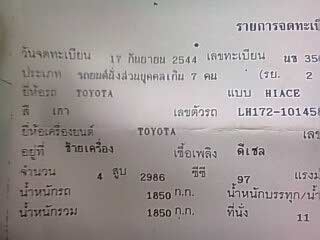 รายการจดทะเบี
วันจดทะเบียน 17 กันยายน 2544 เลขทะเบียน นข 350
ประเภท รถยนต์นั่งส่วนบุคคลเกิน 7 คน (รย. 2
ยี่ห้อรถ TOYOTA แบบ HIACE
สี เทา เลขตัวรถ LH172-101458
ยี่ห้อเครื่องยนต์ TOYOTA เล
อยู่ที่ ซ้ายเครื่อง เชื้อเพลิง ดีเซล
จำนวน 4 สูบ 2986 ซีซี 97 แรงม
น้ำหนักรถ 1850 ก.ก. น้ำหนักบรรทุก/น้ำ
น้ำหนักรวม 1850 ก.ก. ที่นั่ง 11